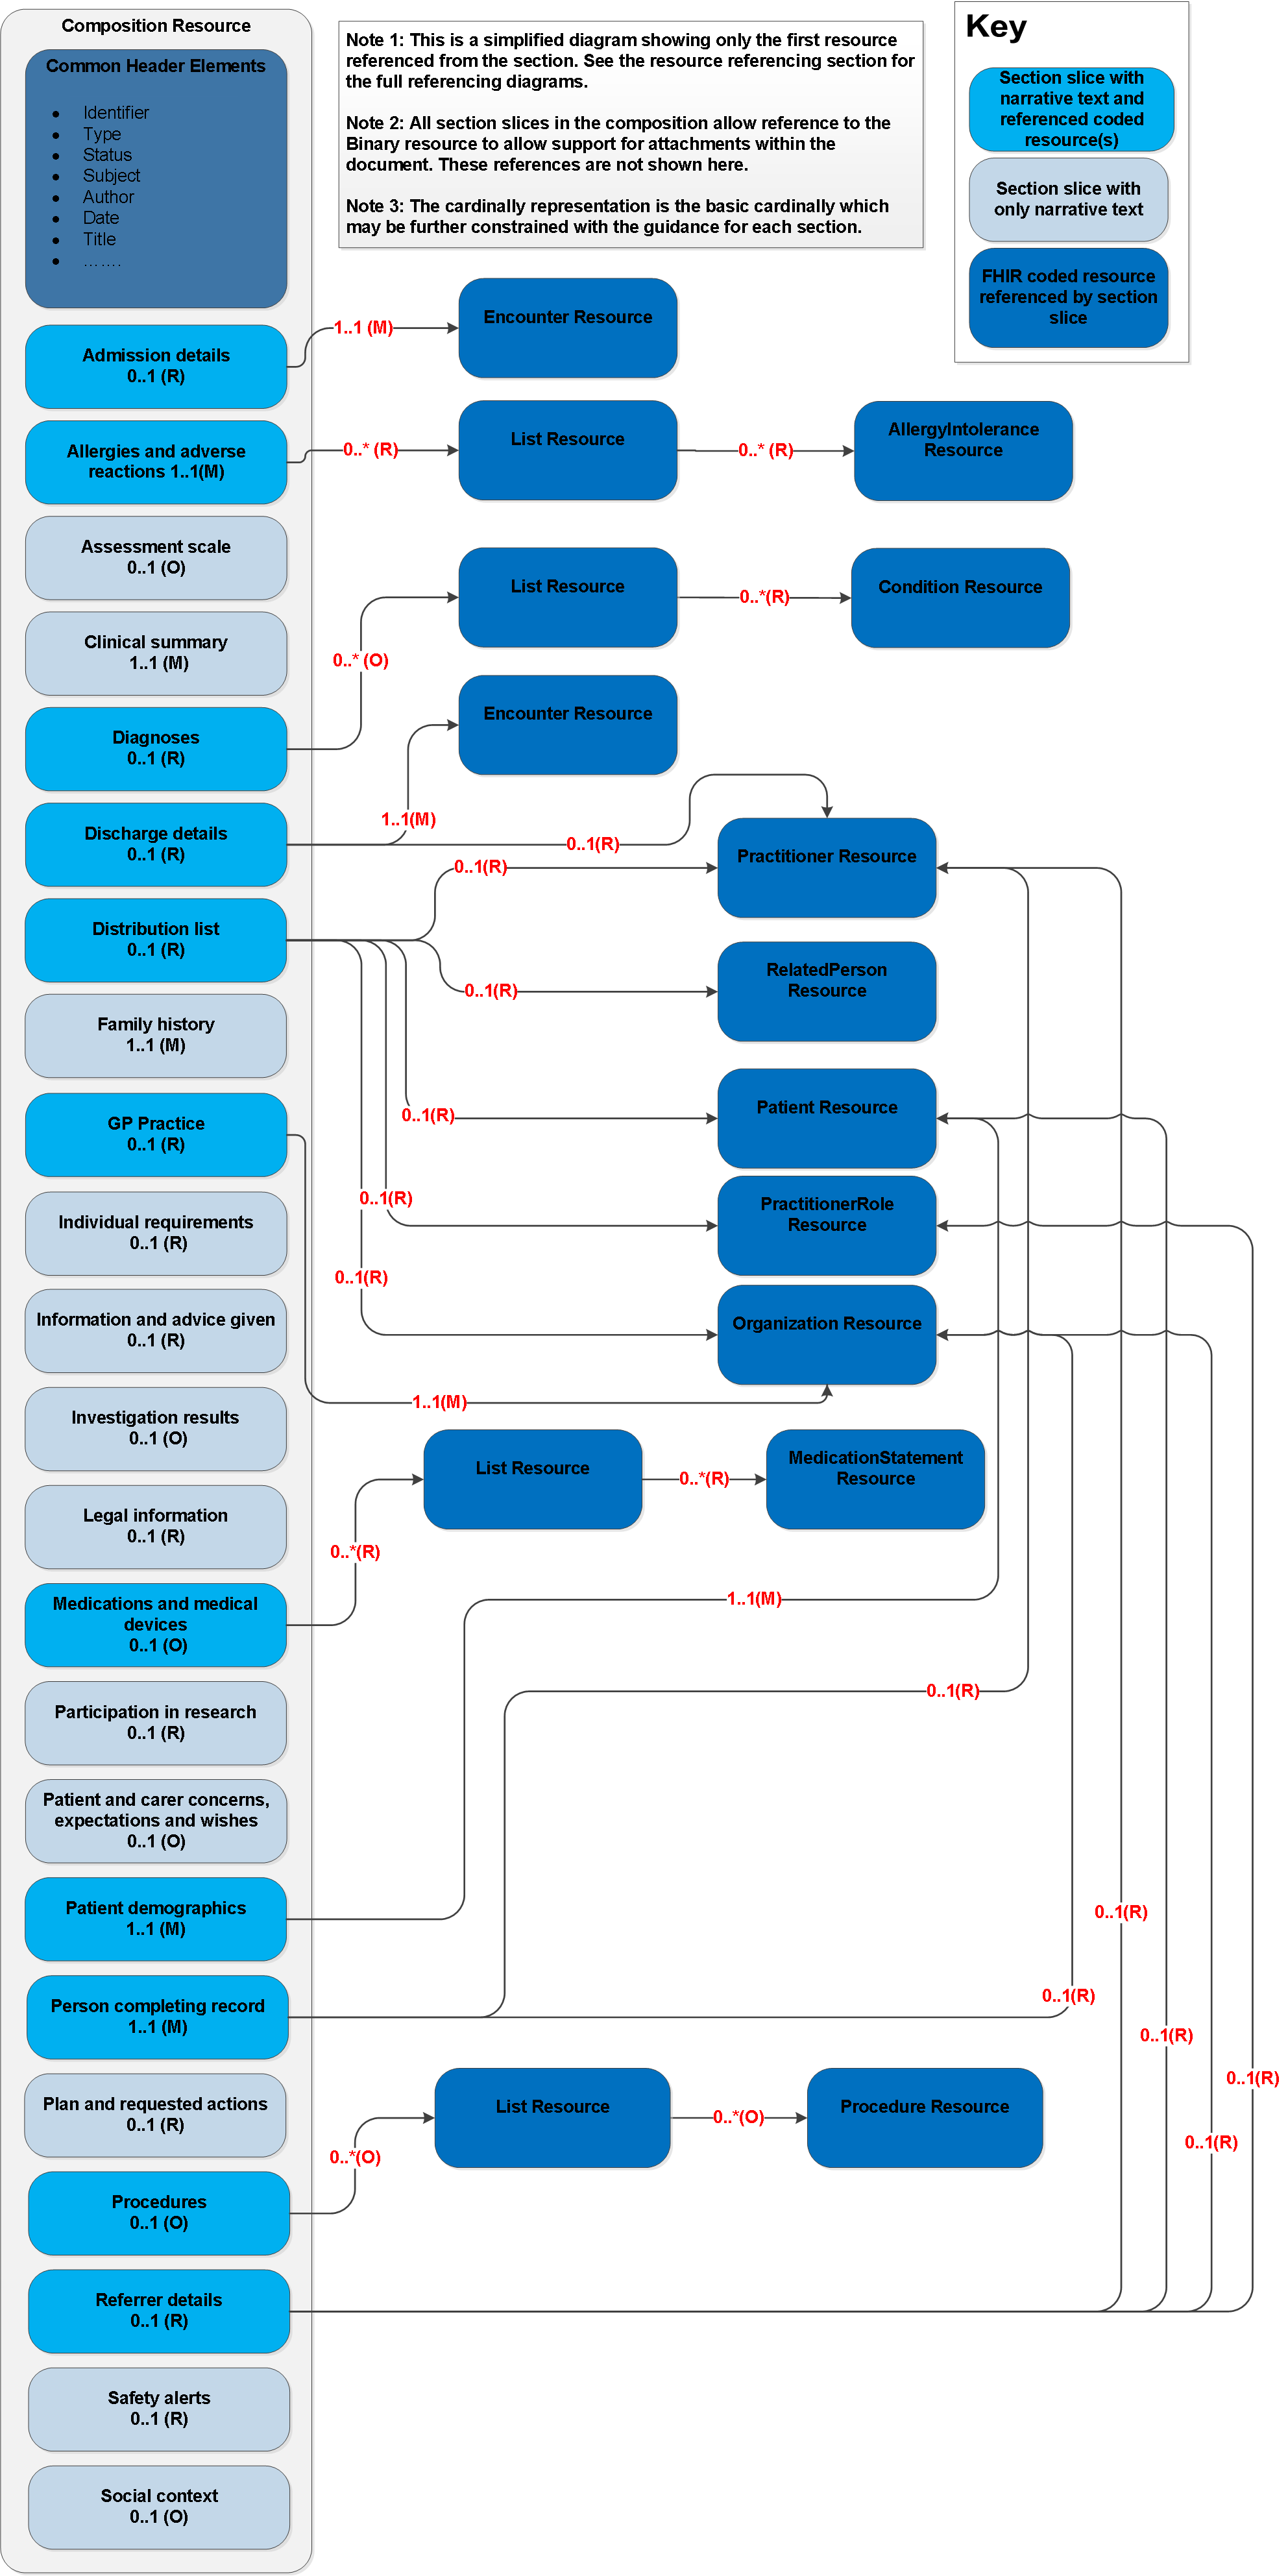 Composition Resource
Common Header Elements
• Identifier
• Type
• Status
• Subject
• Author
• Date
• Title
• …….
Note 1: This is a simplified diagram showing only the first resource
referenced from the section. See the resource referencing section for
the full referencing diagrams.
Note 2: All section slices in the composition allow reference to the
Binary resource to allow support for attachments within the
document. These references are not shown here.
Note 3: The cardinally representation is the basic cardinally which
may be further constrained with the guidance for each section.
Key
Section slice with
narrative text and
referenced coded
resource(s)
Section slice with
only narrative text
FHIR coded resource
referenced by section
slice
Admission details
0..1 (R)
1..1 (M)
Encounter Resource
Allergies and adverse
reactions 1..1(M)
0..* (R)
List Resource
0..* (R)
AllergyIntolerance
Resource
Assessment scale
0..1 (O)
List Resource
0..*(R)
Condition Resource
Clinical summary
1..1 (M)
0..* (O)
Diagnoses
0..1 (R)
Encounter Resource
1..1(M)
Discharge details
0..1 (R)
0..1(R)
Practitioner Resource
0..1(R)
Distribution list
0..1 (R)
RelatedPerson
Resource
0..1(R)
Family history
1..1 (M)
GP Practice
0..1 (R)
Patient Resource
0..1(R)
Individual requirements
0..1 (R)
PractitionerRole
Resource
0..1(R)
Information and advice given
0..1 (R)
0..1(R)
Organization Resource
1..1(M)
Investigation results
0..1 (O)
List Resource
0..*(R)
MedicationStatement
Resource
Legal information
0..1 (R)
0..*(R)
Medications and medical
devices
0..1 (O)
1..1(M)
Participation in research
0..1 (R)
0..1(R)
Patient and carer concerns,
expectations and wishes
0..1 (O)
Patient demographics
1..1 (M)
0..1(R)
Person completing record
1..1 (M)
0..1(R)
0..1(R)
0..1(R)
Plan and requested actions
0..1 (R)
List Resource
0..*(O)
Procedure Resource
0..1(R)
0..*(O)
Procedures
0..1 (O)
Referrer details
0..1 (R)
Safety alerts
0..1 (R)
Social context
0..1 (O)